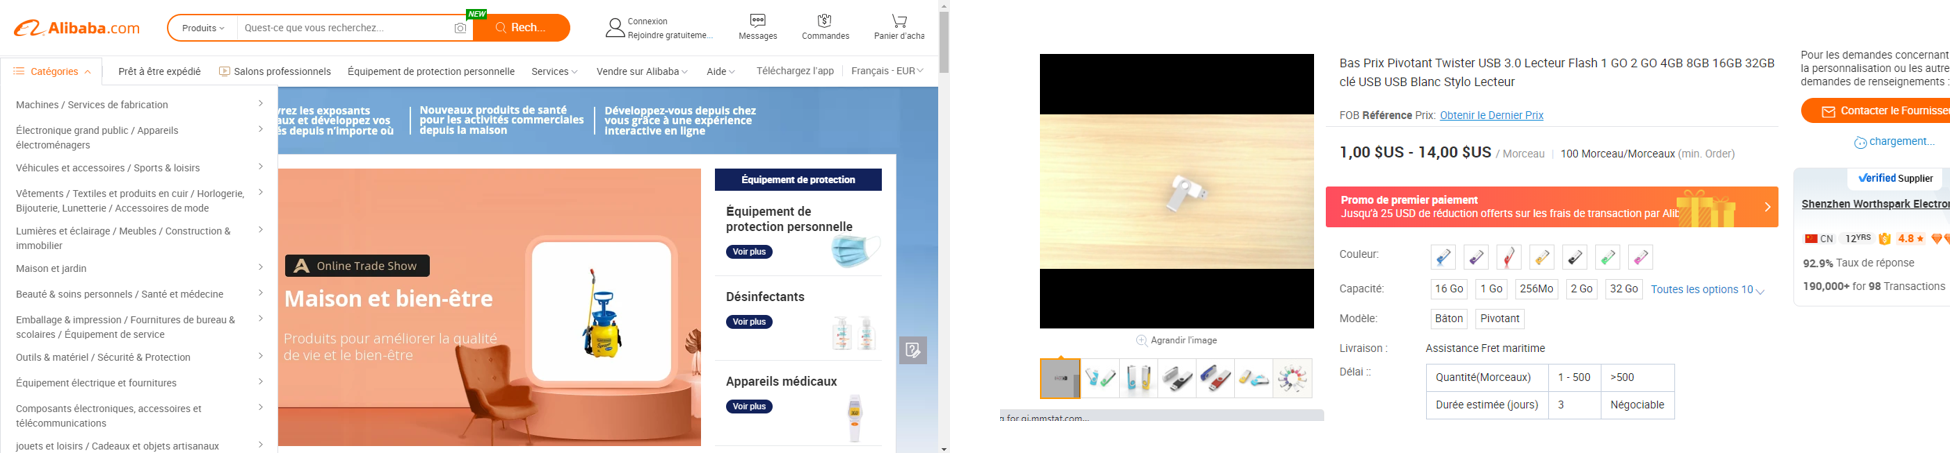 Alibaba.com
Produits
Quest-ce que vous recherchez...
NEW
Rech...
Connexion
Rejoindre gratuiteme...
Messages
Commandes
Panier d'acha
Catégories
Prêt à être expédié
Salons professionnels
Équipement de protection personnelle
Services
Vendre sur Alibaba
Aide
Téléchargez l'app
Français - EUR
Machines / Services de fabrication
Électronique grand public / Appareils
électroménagers
Véhicules et accessoires / Sports & loisirs
Vêtements / Textiles et produits en cuir / Horlogerie,
Bijouterie, Lunetterie / Accessoires de mode
Lumières et éclairage / Meubles / Construction &
immobilier
Maison et jardin
Beauté & soins personnels / Santé et médecine
Emballage & impression / Fournitures de bureau &
scolaires / Équipement de service
Outils & matériel / Sécurité & Protection
Équipement électrique et fournitures
Composants électroniques, accessoires et
télécommunications
jouets et loisirs / Cadeaux et objets artisanaux
vrez les exposants
aux et développez vos
és depuis n'importe où
Nouveaux produits de santé
pour les activités commerciales
depuis la maison
Développez-vous depuis chez
vous grâce à une expérience
interactive en ligne
Online Trade Show
Maison et bien-être
Produits pour améliorer la qualité
de vie et le bien-être
Équipement de protection
Équipement de
protection personnelle
Voir plus
Désinfectants
Voir plus
Appareils médicaux
Voir plus
Agrandir l'image
g for gj.mmstat.com...
Bas Prix Pivotant Twister USB 3.0 Lecteur Flash 1 GO 2 GO 4GB 8GB 16GB 32GB
clé USB USB Blanc Stylo Lecteur
FOB Référence Prix: Obtenir le Dernier Prix
1,00 $US - 14,00 $US / Morceau
100 Morceau/Morceaux (min. Order)
Promo de premier paiement
Jusqu'à 25 USD de réduction offerts sur les frais de transaction par Alib
Couleur:
Capacité:
16 Go
1 Go
256Mo
2 Go
32 Go
Toutes les options 10
Modèle:
Bâton
Pivotant
Livraison :
Assistance Fret maritime
Délai ::
Quantité(Morceaux)
1 - 500
>500
Durée estimée (jours)
3
Négociable
Pour les demandes concernant
la personnalisation ou les autre
demandes de renseignements :
Contacter le Fournisse
chargement...
Verified Supplier
Shenzhen Worthspark Electron
CN
12YRS
4.8
92.9% Taux de réponse
190,000+ for 98 Transactions